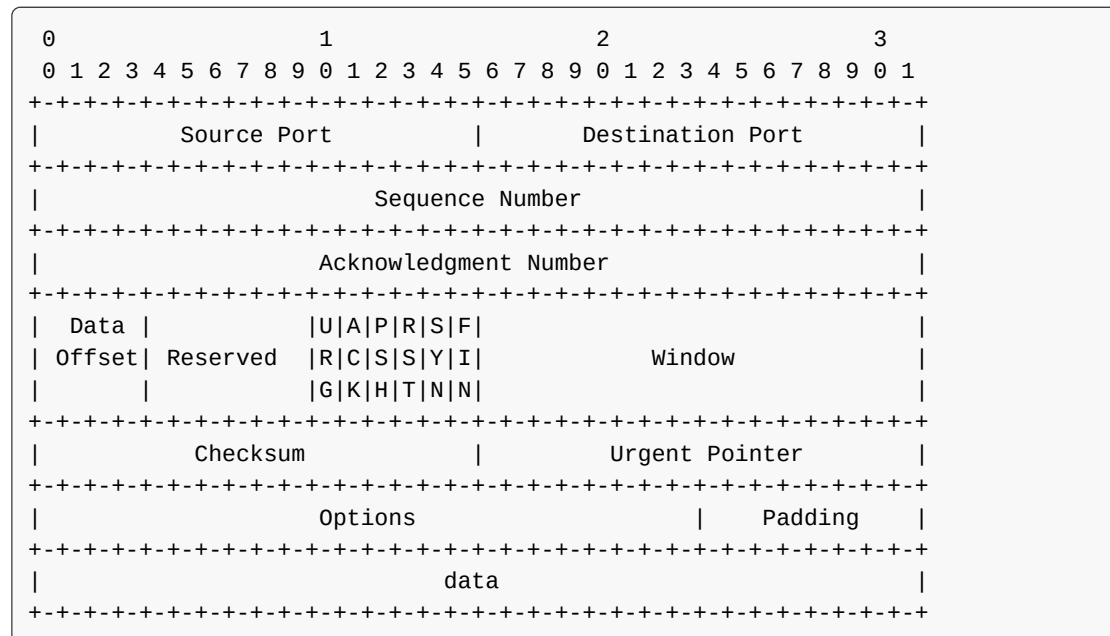 0                   1                   2                   3
 0 1 2 3 4 5 6 7 8 9 0 1 2 3 4 5 6 7 8 9 0 1 2 3 4 5 6 7 8 9 0 1
+-+-+-+-+-+-+-+-+-+-+-+-+-+-+-+-+-+-+-+-+-+-+-+-+-+-+-+-+-+-+-+-+
|          Source Port          |       Destination Port        |
+-+-+-+-+-+-+-+-+-+-+-+-+-+-+-+-+-+-+-+-+-+-+-+-+-+-+-+-+-+-+-+-+
|                        Sequence Number                        |
+-+-+-+-+-+-+-+-+-+-+-+-+-+-+-+-+-+-+-+-+-+-+-+-+-+-+-+-+-+-+-+-+
|                    Acknowledgment Number                      |
+-+-+-+-+-+-+-+-+-+-+-+-+-+-+-+-+-+-+-+-+-+-+-+-+-+-+-+-+-+-+-+-+
|  Data |           |U|A|P|R|S|F|                               |
| Offset| Reserved  |R|C|S|S|Y|I|            Window             |
|       |           |G|K|H|T|N|N|                               |
+-+-+-+-+-+-+-+-+-+-+-+-+-+-+-+-+-+-+-+-+-+-+-+-+-+-+-+-+-+-+-+-+
|           Checksum            |         Urgent Pointer        |
+-+-+-+-+-+-+-+-+-+-+-+-+-+-+-+-+-+-+-+-+-+-+-+-+-+-+-+-+-+-+-+-+
|                    Options                    |    Padding    |
+-+-+-+-+-+-+-+-+-+-+-+-+-+-+-+-+-+-+-+-+-+-+-+-+-+-+-+-+-+-+-+-+
|                             data                              |
+-+-+-+-+-+-+-+-+-+-+-+-+-+-+-+-+-+-+-+-+-+-+-+-+-+-+-+-+-+-+-+-+